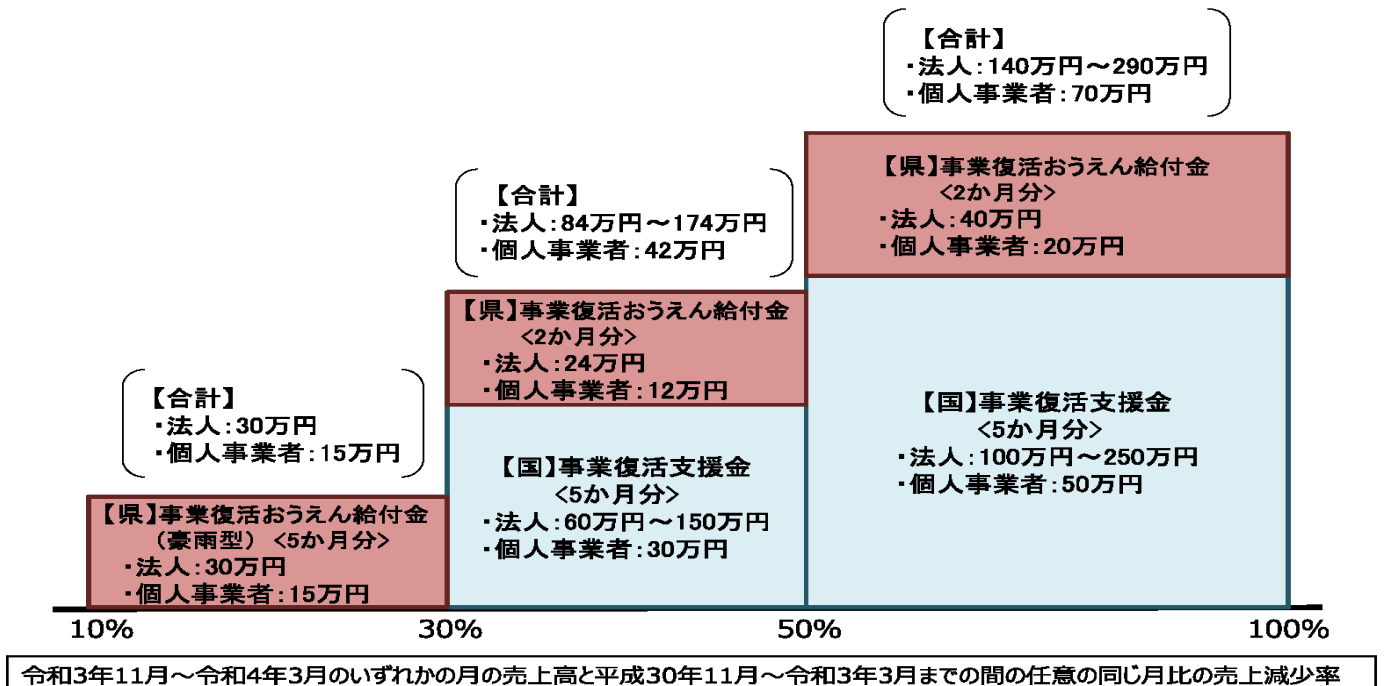 【合計】
・法人：140万円～290万円
・個人事業者：70万円
【県】事業復活おうえん給付金
<2か月分>
・法人：40万円
・個人事業者：20万円
【合計】
・法人：84万円～174万円
・個人事業者：42万円
【県】事業復活おうえん給付金
<2か月分>
・法人：24万円
・個人事業者：12万円
【合計】
・法人：30万円
・個人事業者：15万円
【国】事業復活支援金
<5か月分>
・法人：100万円～250万円
・個人事業者：50万円
【国】事業復活支援金
<5か月分>
・法人：60万円～150万円
・個人事業者：30万円
【県】事業復活おうえん給付金
（豪雨型）<5か月分>
・法人：30万円
・個人事業者：15万円
10% 30% 50% 100%
令和3年11月～令和4年3月のいずれかの月の売上高と平成30年11月～令和3年3月までの間の任意の同じ月比の売上減少率